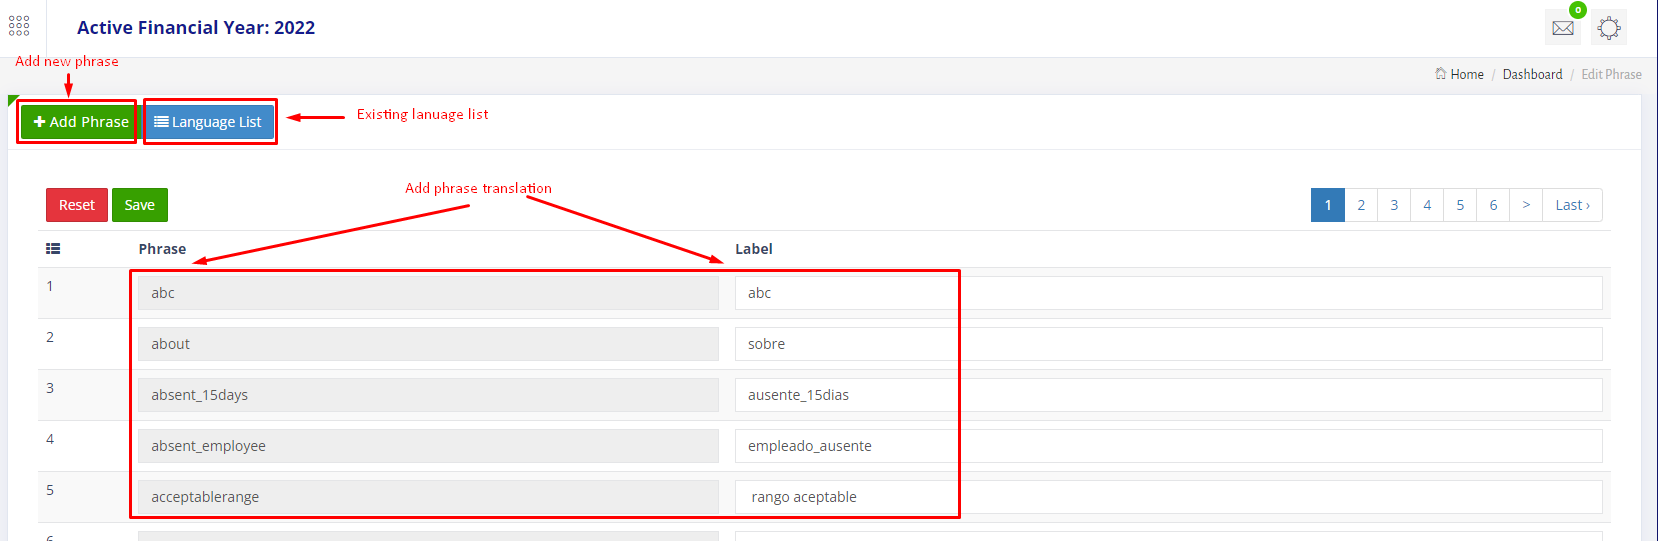 Active Financial Year: 2022
0
Add new phrase
Home / Dashboard / Edit Phrase
Add Phrase
Language List
Existing lanuage list
Add phrase translation
Reset
Save
1 2 3 4 5 6 > Last ›
Phrase Label
1 abc abc
2 about sobre
3 absent_15days ausente_15dias
4 absent_employee empleado_ausente
5 acceptablerange rango aceptable
6